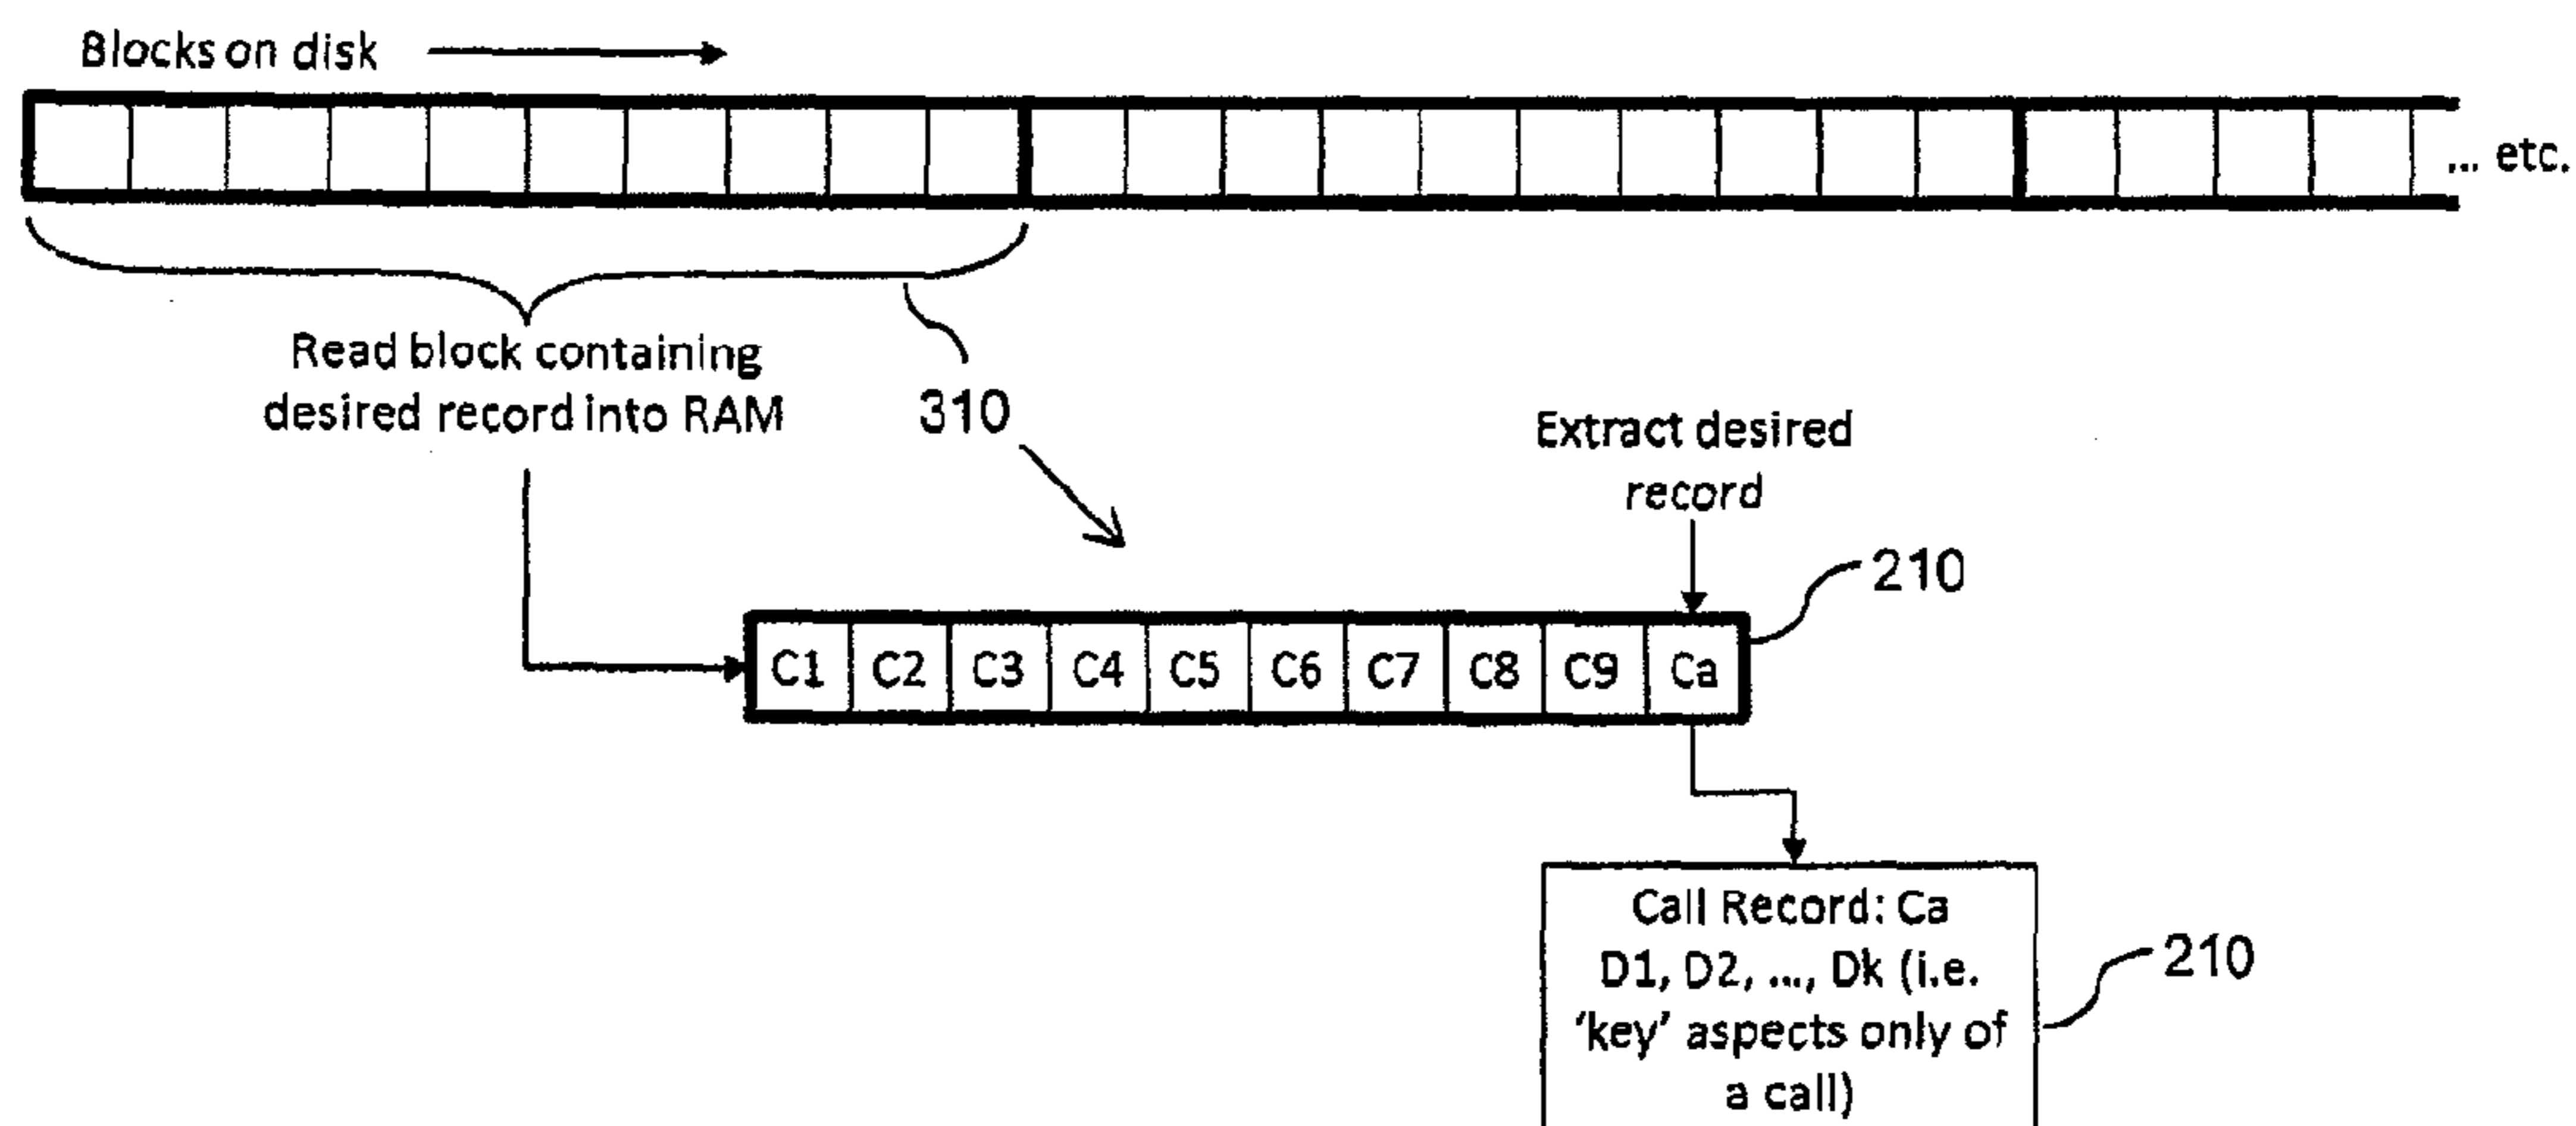 Blocks on disk
... etc.
Read block containing
desired record into RAM
310
Extract desired
record
210
C1 C2 C3 C4 C5 C6 C7 C8 C9 Ca
Call Record: Ca
D1, D2, ..., Dk (i.e.
‘key’ aspects only of
a call)
210